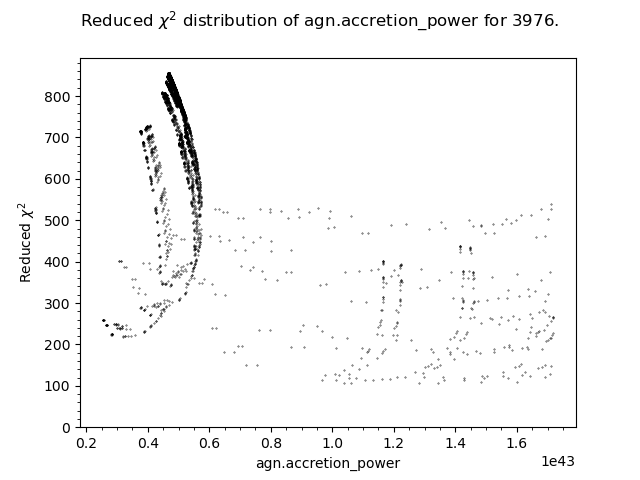 Reduced χ² distribution of agn.accretion_power for 3976.
Reduced χ²
800
700
600
500
400
300
200
100
0
0.2 0.4 0.6 0.8 1.0 1.2 1.4 1.6
1e43
agn.accretion_power